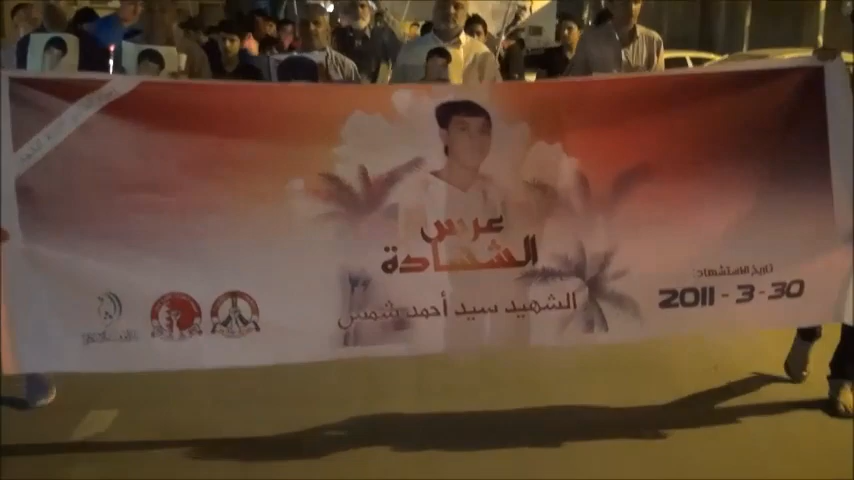 عرس
الشهادة
الشهيد سيد أحمد شمس
تاريخ الاستشهاد:
2011 - 3 - 30